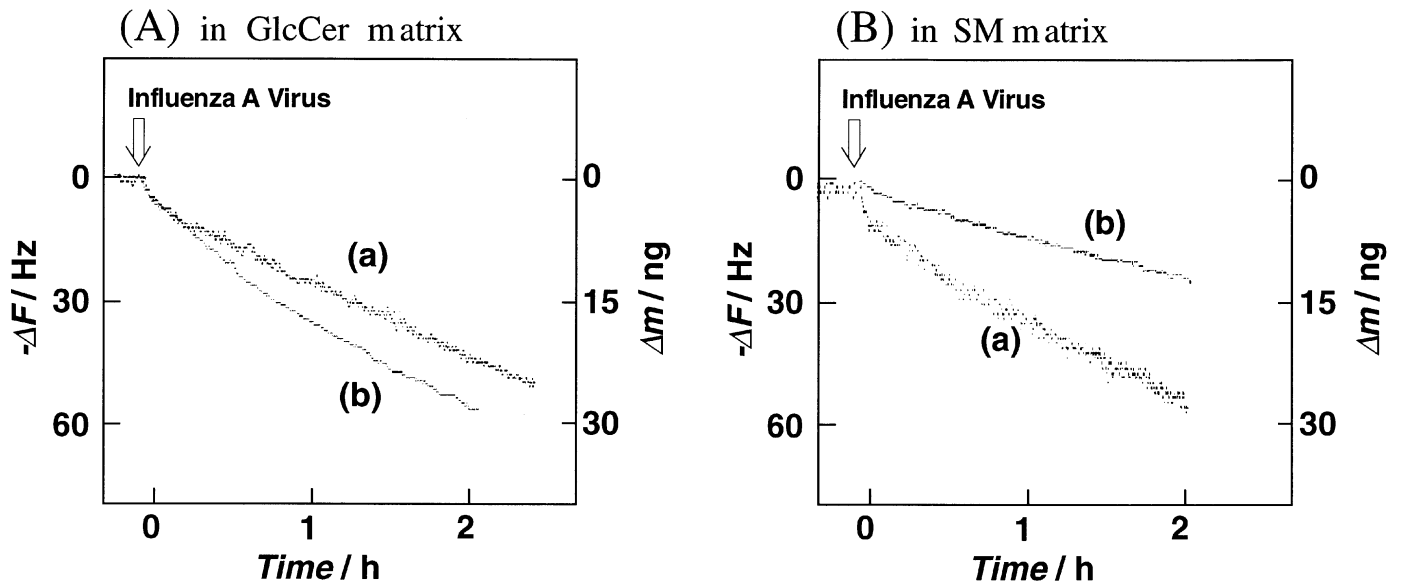 (A) in GlcCer matrix
Influenza A Virus
0
30
60
-ΔF / Hz
0
15
30
Δm / ng
(a)
(b)
0 1 2
Time / h
(B) in SM matrix
Influenza A Virus
0
30
60
-ΔF / Hz
0
15
30
Δm / ng
(b)
(a)
0 1 2
Time / h